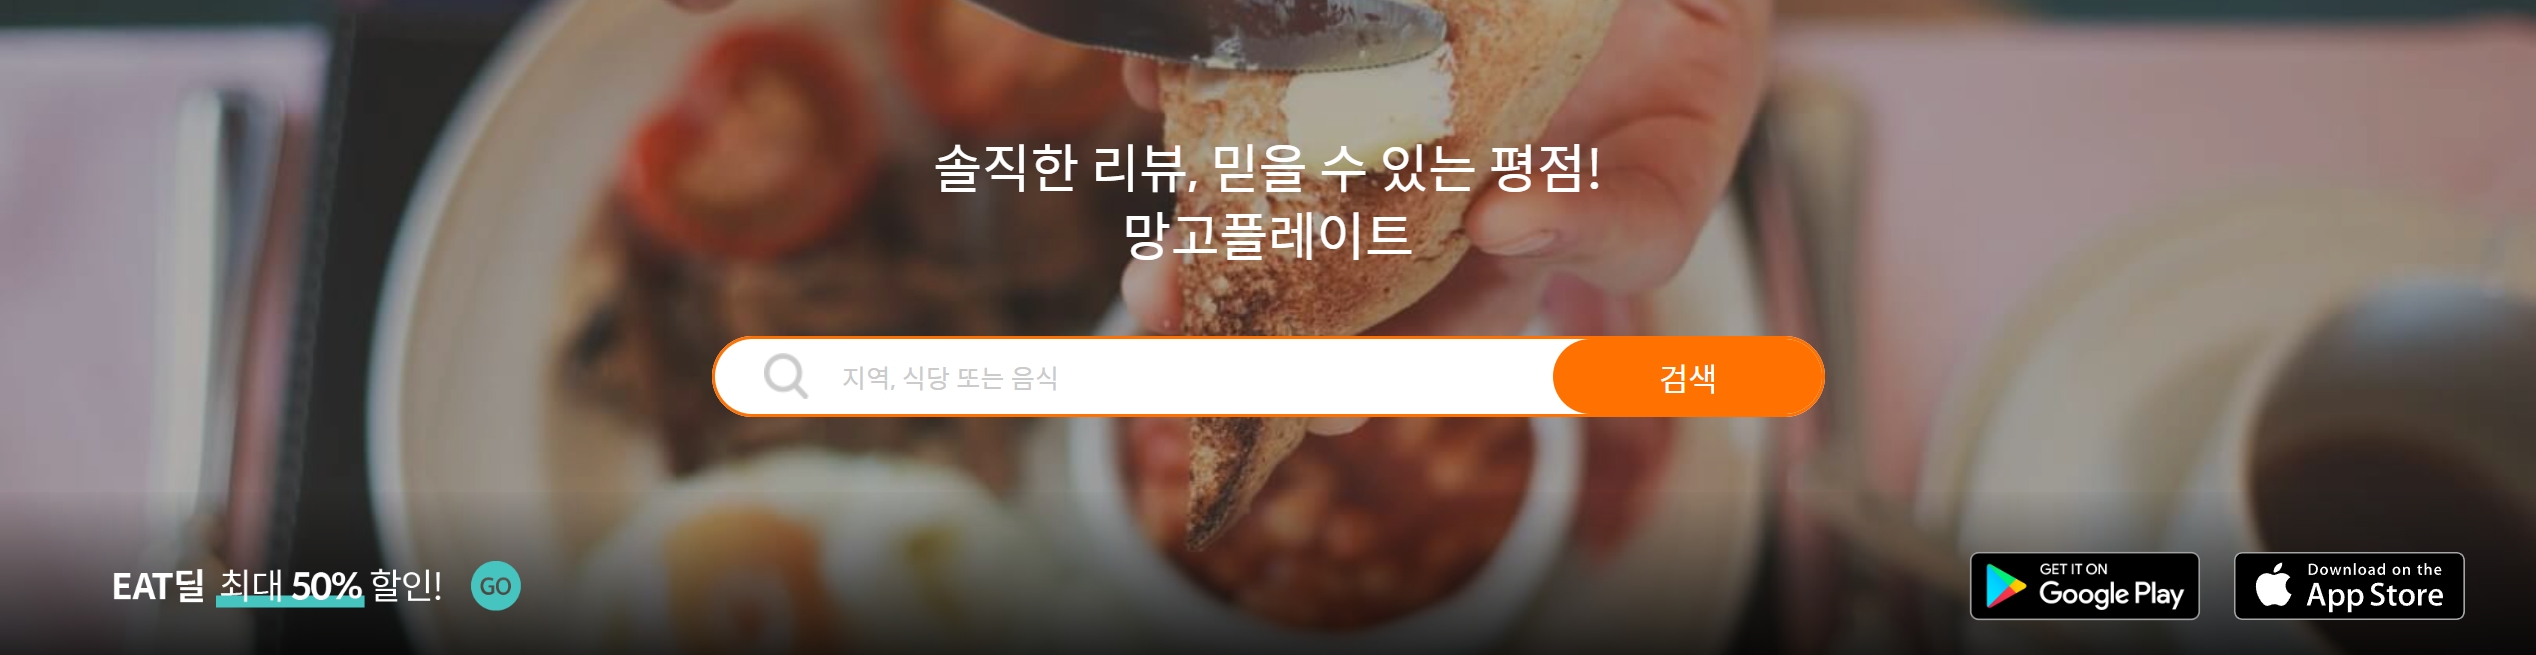 솔직한 리뷰, 믿을 수 있는 평점!
망고플레이트
지역, 식당 또는 음식
검색
EAT딜 최대 50% 할인!
GO
GET IT ON
Google Play
Download on the
App Store